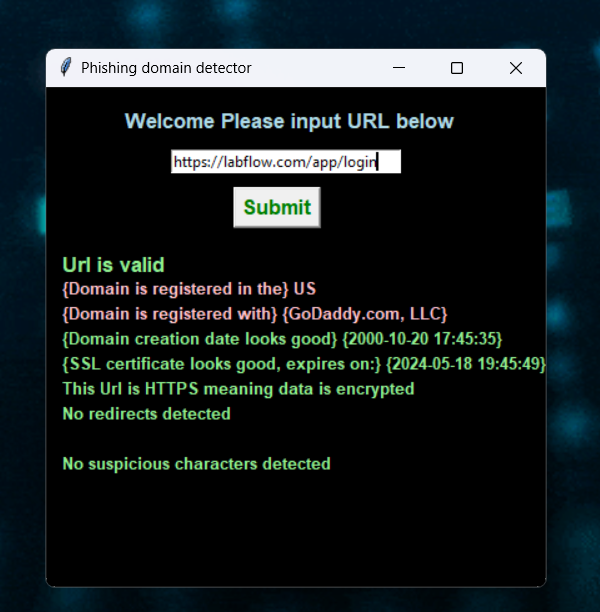 Phishing domain detector
Welcome Please input URL below
https://labflow.com/app/login
Submit
Url is valid
{Domain is registered in the} US
{Domain is registered with} {GoDaddy.com, LLC}
{Domain creation date looks good} {2000-10-20 17:45:35}
{SSL certificate looks good, expires on:} {2024-05-18 19:45:49}
This Url is HTTPS meaning data is encrypted
No redirects detected
No suspicious characters detected